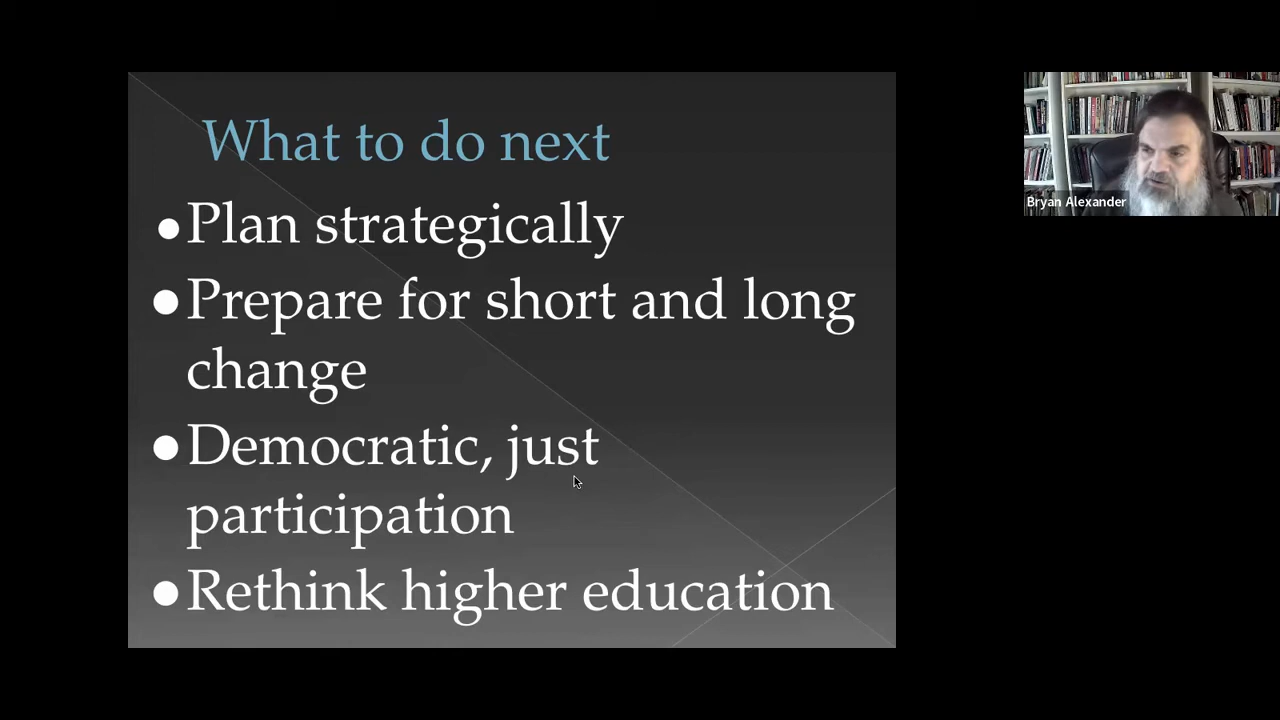 What to do next
●Plan strategically
●Prepare for short and long
change
●Democratic, just
participation
●Rethink higher education
Bryan Alexander